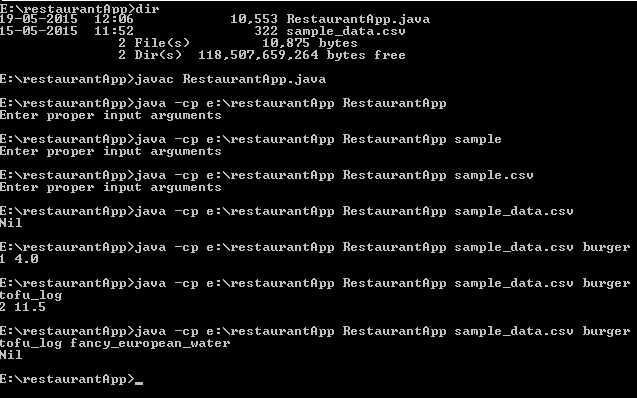 E:\restaurantApp>dir
19-05-2015  12:06            10,553 RestaurantApp.java
15-05-2015  11:52               322 sample_data.csv
               2 File(s)         10,875 bytes
               2 Dir(s)  118,507,659,264 bytes free
E:\restaurantApp>javac RestaurantApp.java
E:\restaurantApp>java -cp e:\restaurantApp RestaurantApp
Enter proper input arguments
E:\restaurantApp>java -cp e:\restaurantApp RestaurantApp sample
Enter proper input arguments
E:\restaurantApp>java -cp e:\restaurantApp RestaurantApp sample.csv
Enter proper input arguments
E:\restaurantApp>java -cp e:\restaurantApp RestaurantApp sample_data.csv
Nil
E:\restaurantApp>java -cp e:\restaurantApp RestaurantApp sample_data.csv burger
1 4.0
E:\restaurantApp>java -cp e:\restaurantApp RestaurantApp sample_data.csv burger
tofu_log
2 11.5
E:\restaurantApp>java -cp e:\restaurantApp RestaurantApp sample_data.csv burger
tofu_log fancy_european_water
Nil
E:\restaurantApp>_